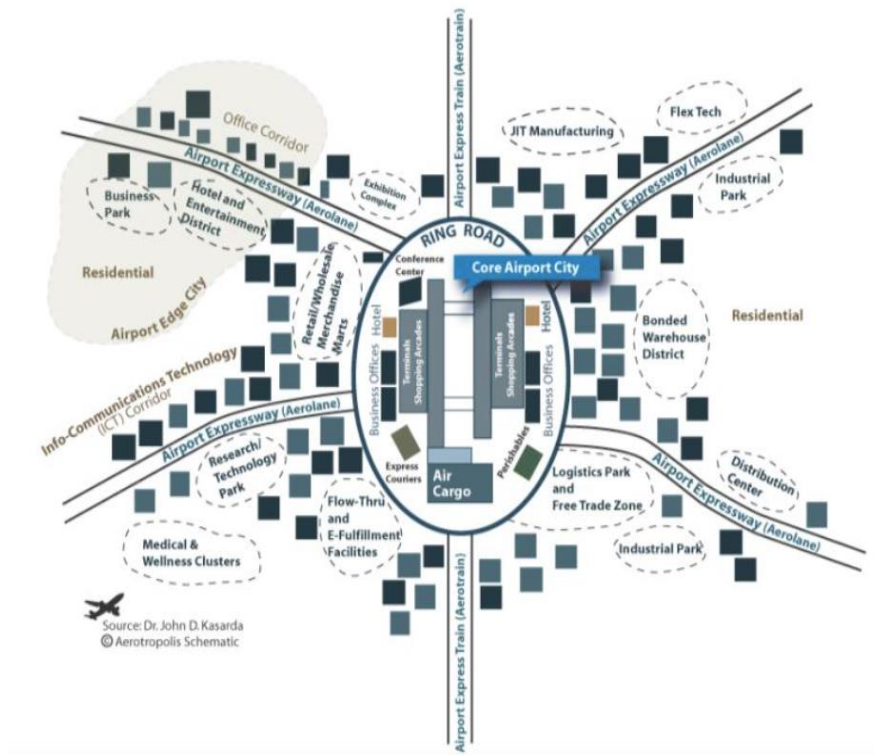 Airport Express Train (Aerotrain)
Office Corridor
Airport Expressway (Aerolane)
Business
Park
Hotel and
Entertainment
District
Exhibition
Complex
JIT Manufacturing
Flex Tech
Airport Expressway (Aerolane)
Industrial
Park
RING ROAD
Conference
Center
Core Airport City
Residential
Airport Edge City
Retail/Wholesale
Merchandise
Marts
Hotel
Business Offices
Terminals
Shopping Arcades
Terminals
Shopping Arcades
Hotel
Business Offices
Bonded
Warehouse
District
Residential
Info-Communications Technology
(ICT) Corridor
Airport Expressway (Aerolane)
Research/
Technology
Park
Express
Couriers
Air
Cargo
Perishables
Logistics Park
and
Free Trade Zone
Airport Expressway (Aerolane)
Distribution
Center
Flow-Thru
and
E-Fulfillment
Facilities
Medical &
Wellness Clusters
Industrial Park
Airport Express Train (Aerotrain)
Source: Dr. John D. Kasarda
© Aerotropolis Schematic